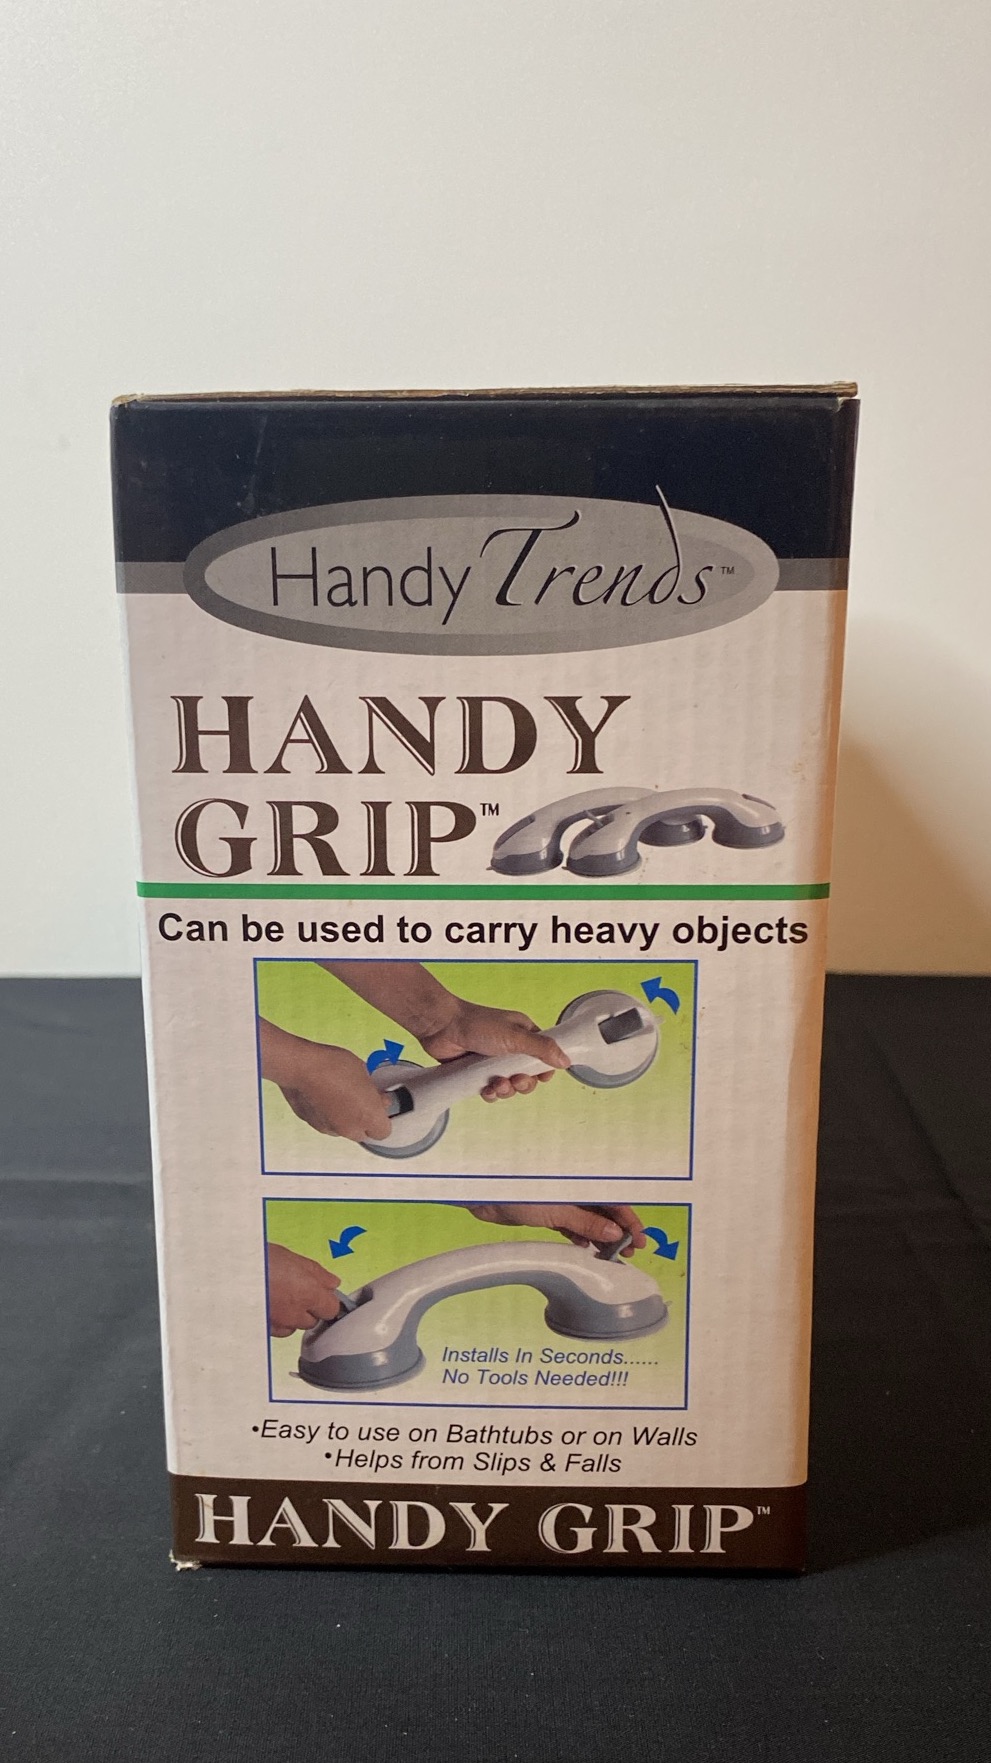 Handy Trends™
HANDY
GRIP™
Can be used to carry heavy objects
Installs In Seconds......
No Tools Needed!!!
•Easy to use on Bathtubs or on Walls
•Helps from Slips & Falls
HANDY GRIP™